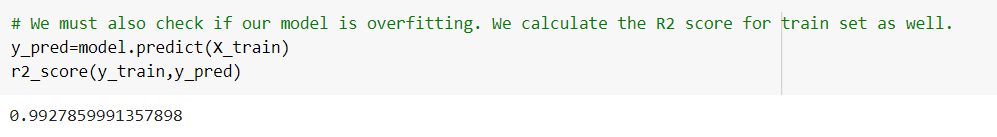 # We must also check if our model is overfitting. We calculate the R2 score for train set as well.
y_pred=model.predict(X_train)
r2_score(y_train,y_pred)
0.9927859991357898